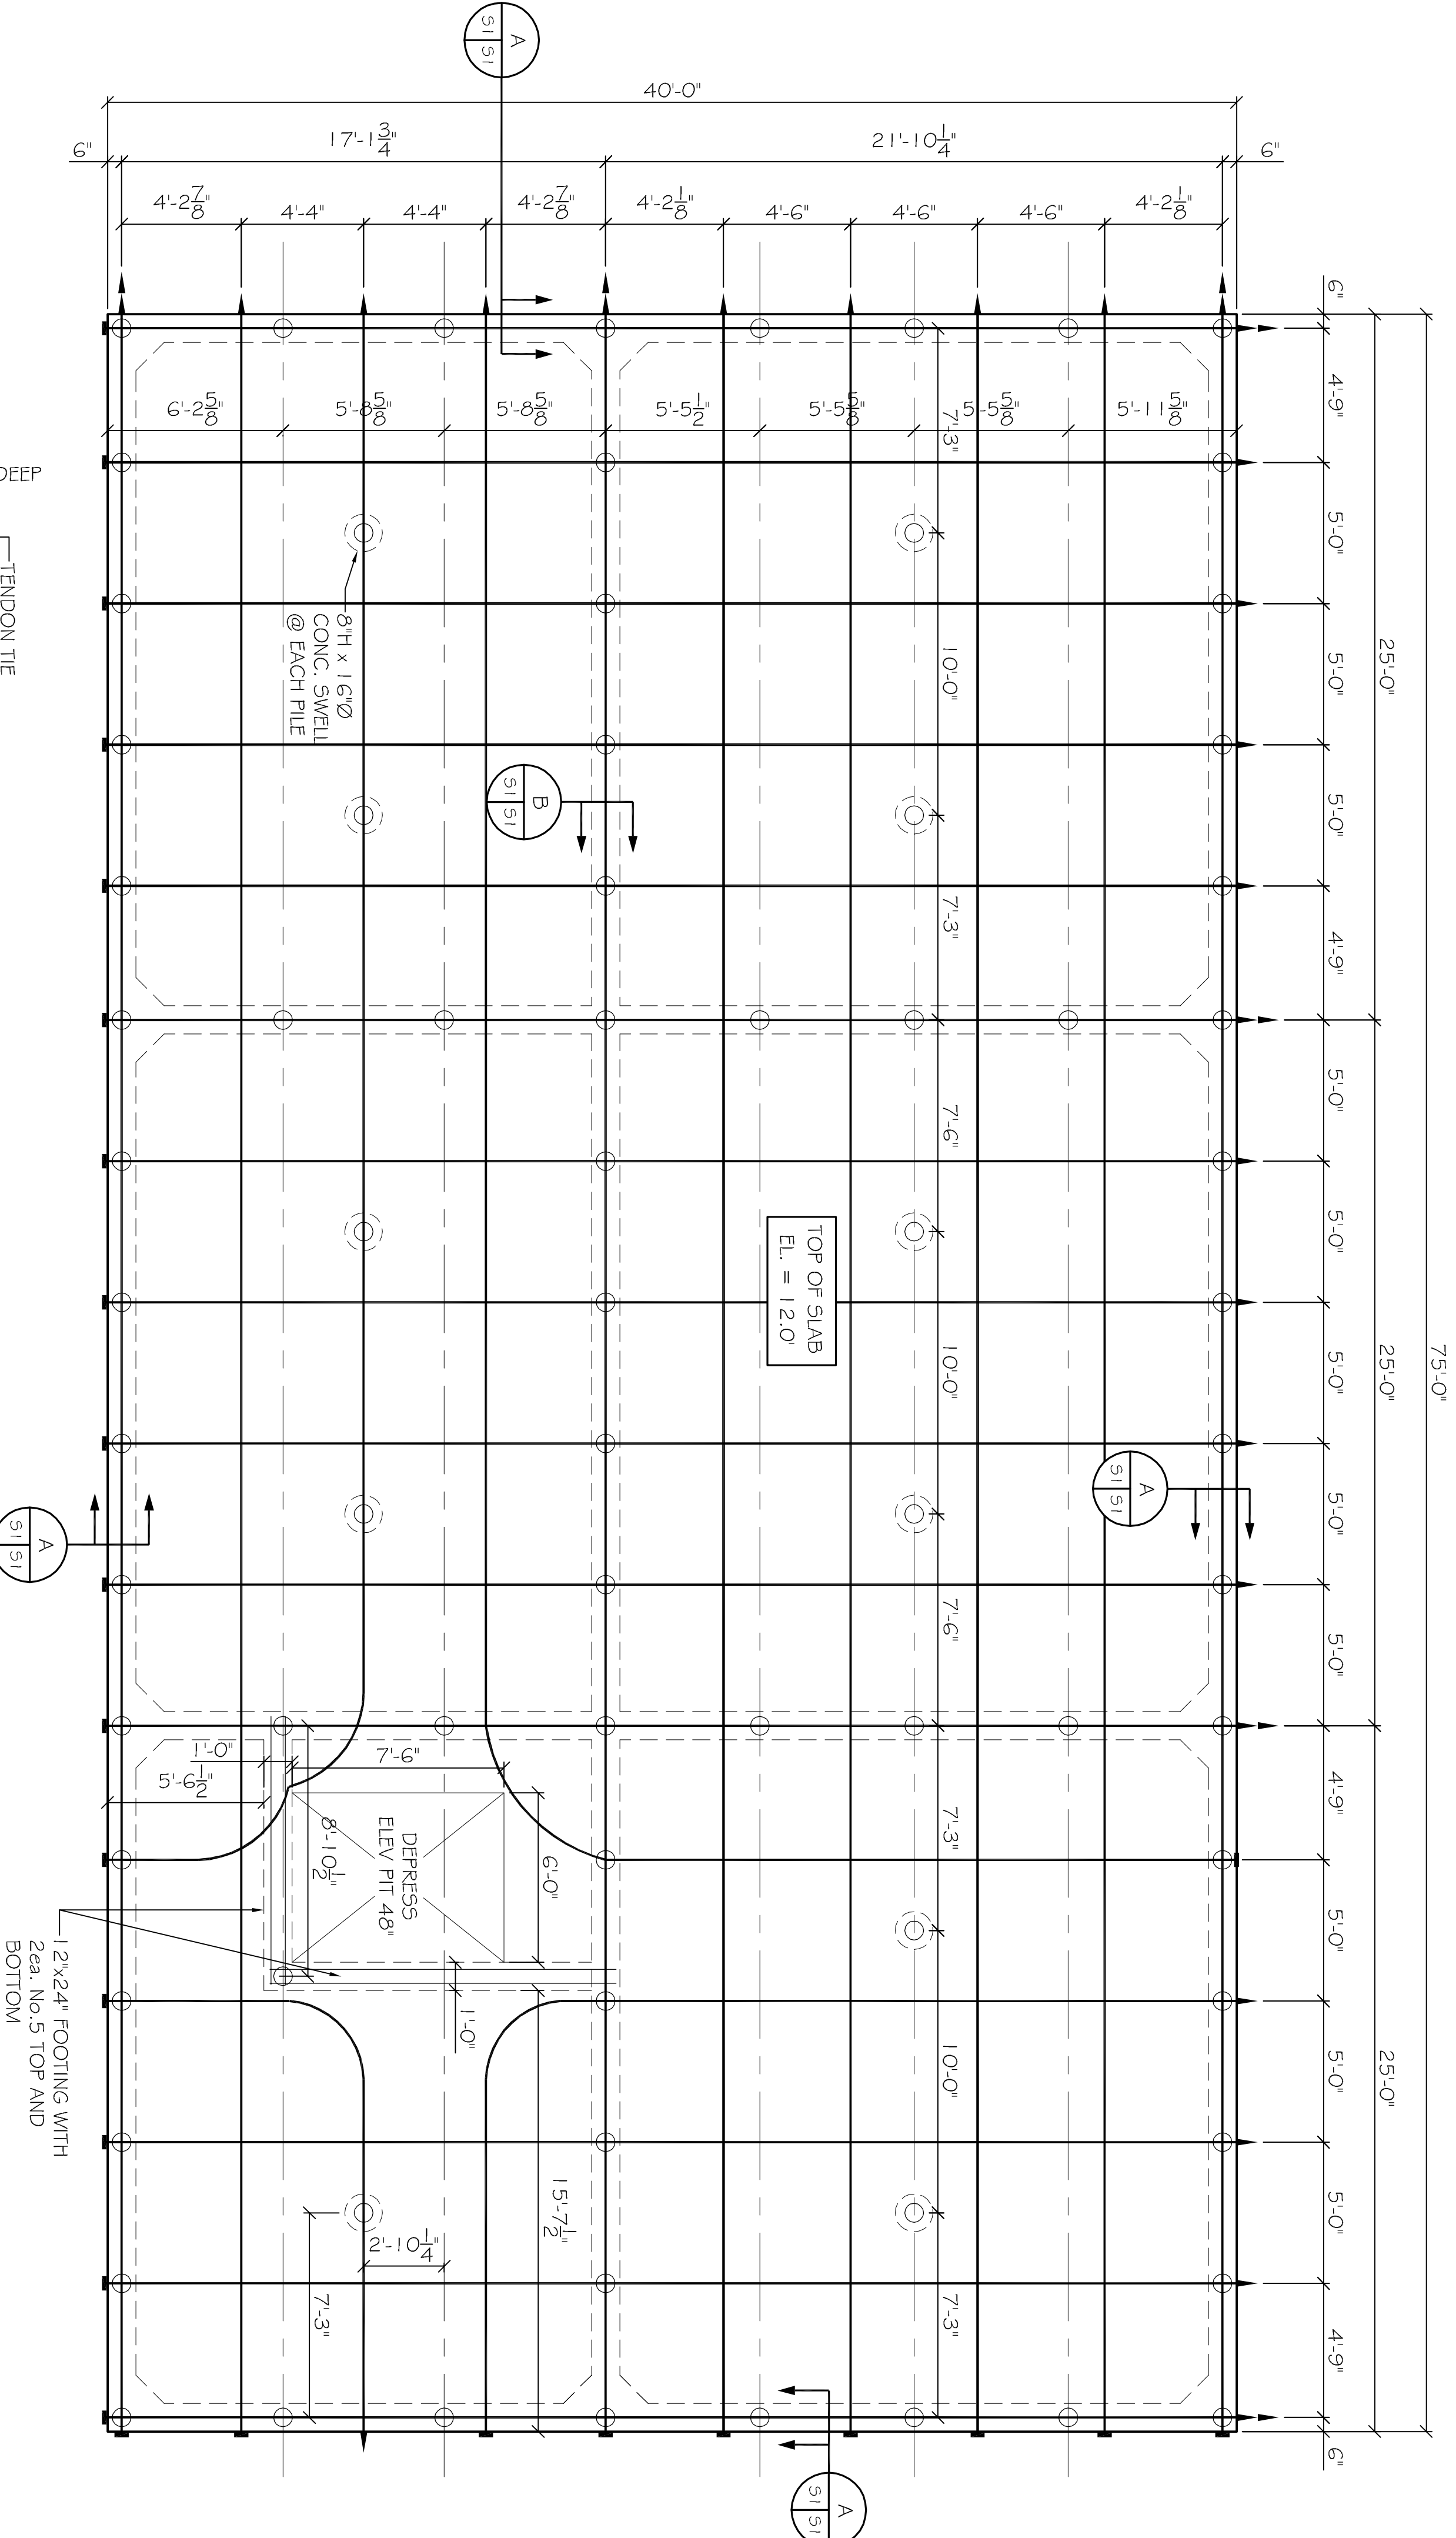 A
S1 S1
40'-0"
6"
17'-1 3/4"
21'-10 1/4"
6"
4'-2 7/8"
4'-4"
4'-4"
4'-2 7/8"
4'-2 1/8"
4'-6"
4'-6"
4'-6"
4'-2 1/8"
6"
4'-9"
5'-0"
5'-0"
5'-0"
4'-9"
5'-0"
5'-0"
5'-0"
5'-0"
5'-0"
4'-9"
5'-0"
5'-0"
5'-0"
4'-9"
6"
25'-0"
25'-0"
25'-0"
75'-0"
6'-2 5/8"
5'-8 5/8"
5'-8 5/8"
5'-5 1/2"
5'-5 5/8"
5'-5 5/8"
5'-11 5/8"
7'-3"
10'-0"
7'-3"
7'-6"
10'-0"
7'-6"
7'-3"
10'-0"
7'-3"
DEEP
TENDON TIE
8"H x 16"Ø
CONC. SWELL
@ EACH PILE
B
S1 S1
TOP OF SLAB
EL. = 12.0'
A
S1 S1
A
S1 S1
1'-0"
5'-6 1/2"
7'-6"
8'-10 1/2"
6'-0"
DEPRESS
ELEV PIT 48"
1'-0"
12"x24" FOOTING WITH
2ea. No.5 TOP AND
BOTTOM
15'-7 1/2"
2'-10 1/4"
7'-3"
A
S1 S1